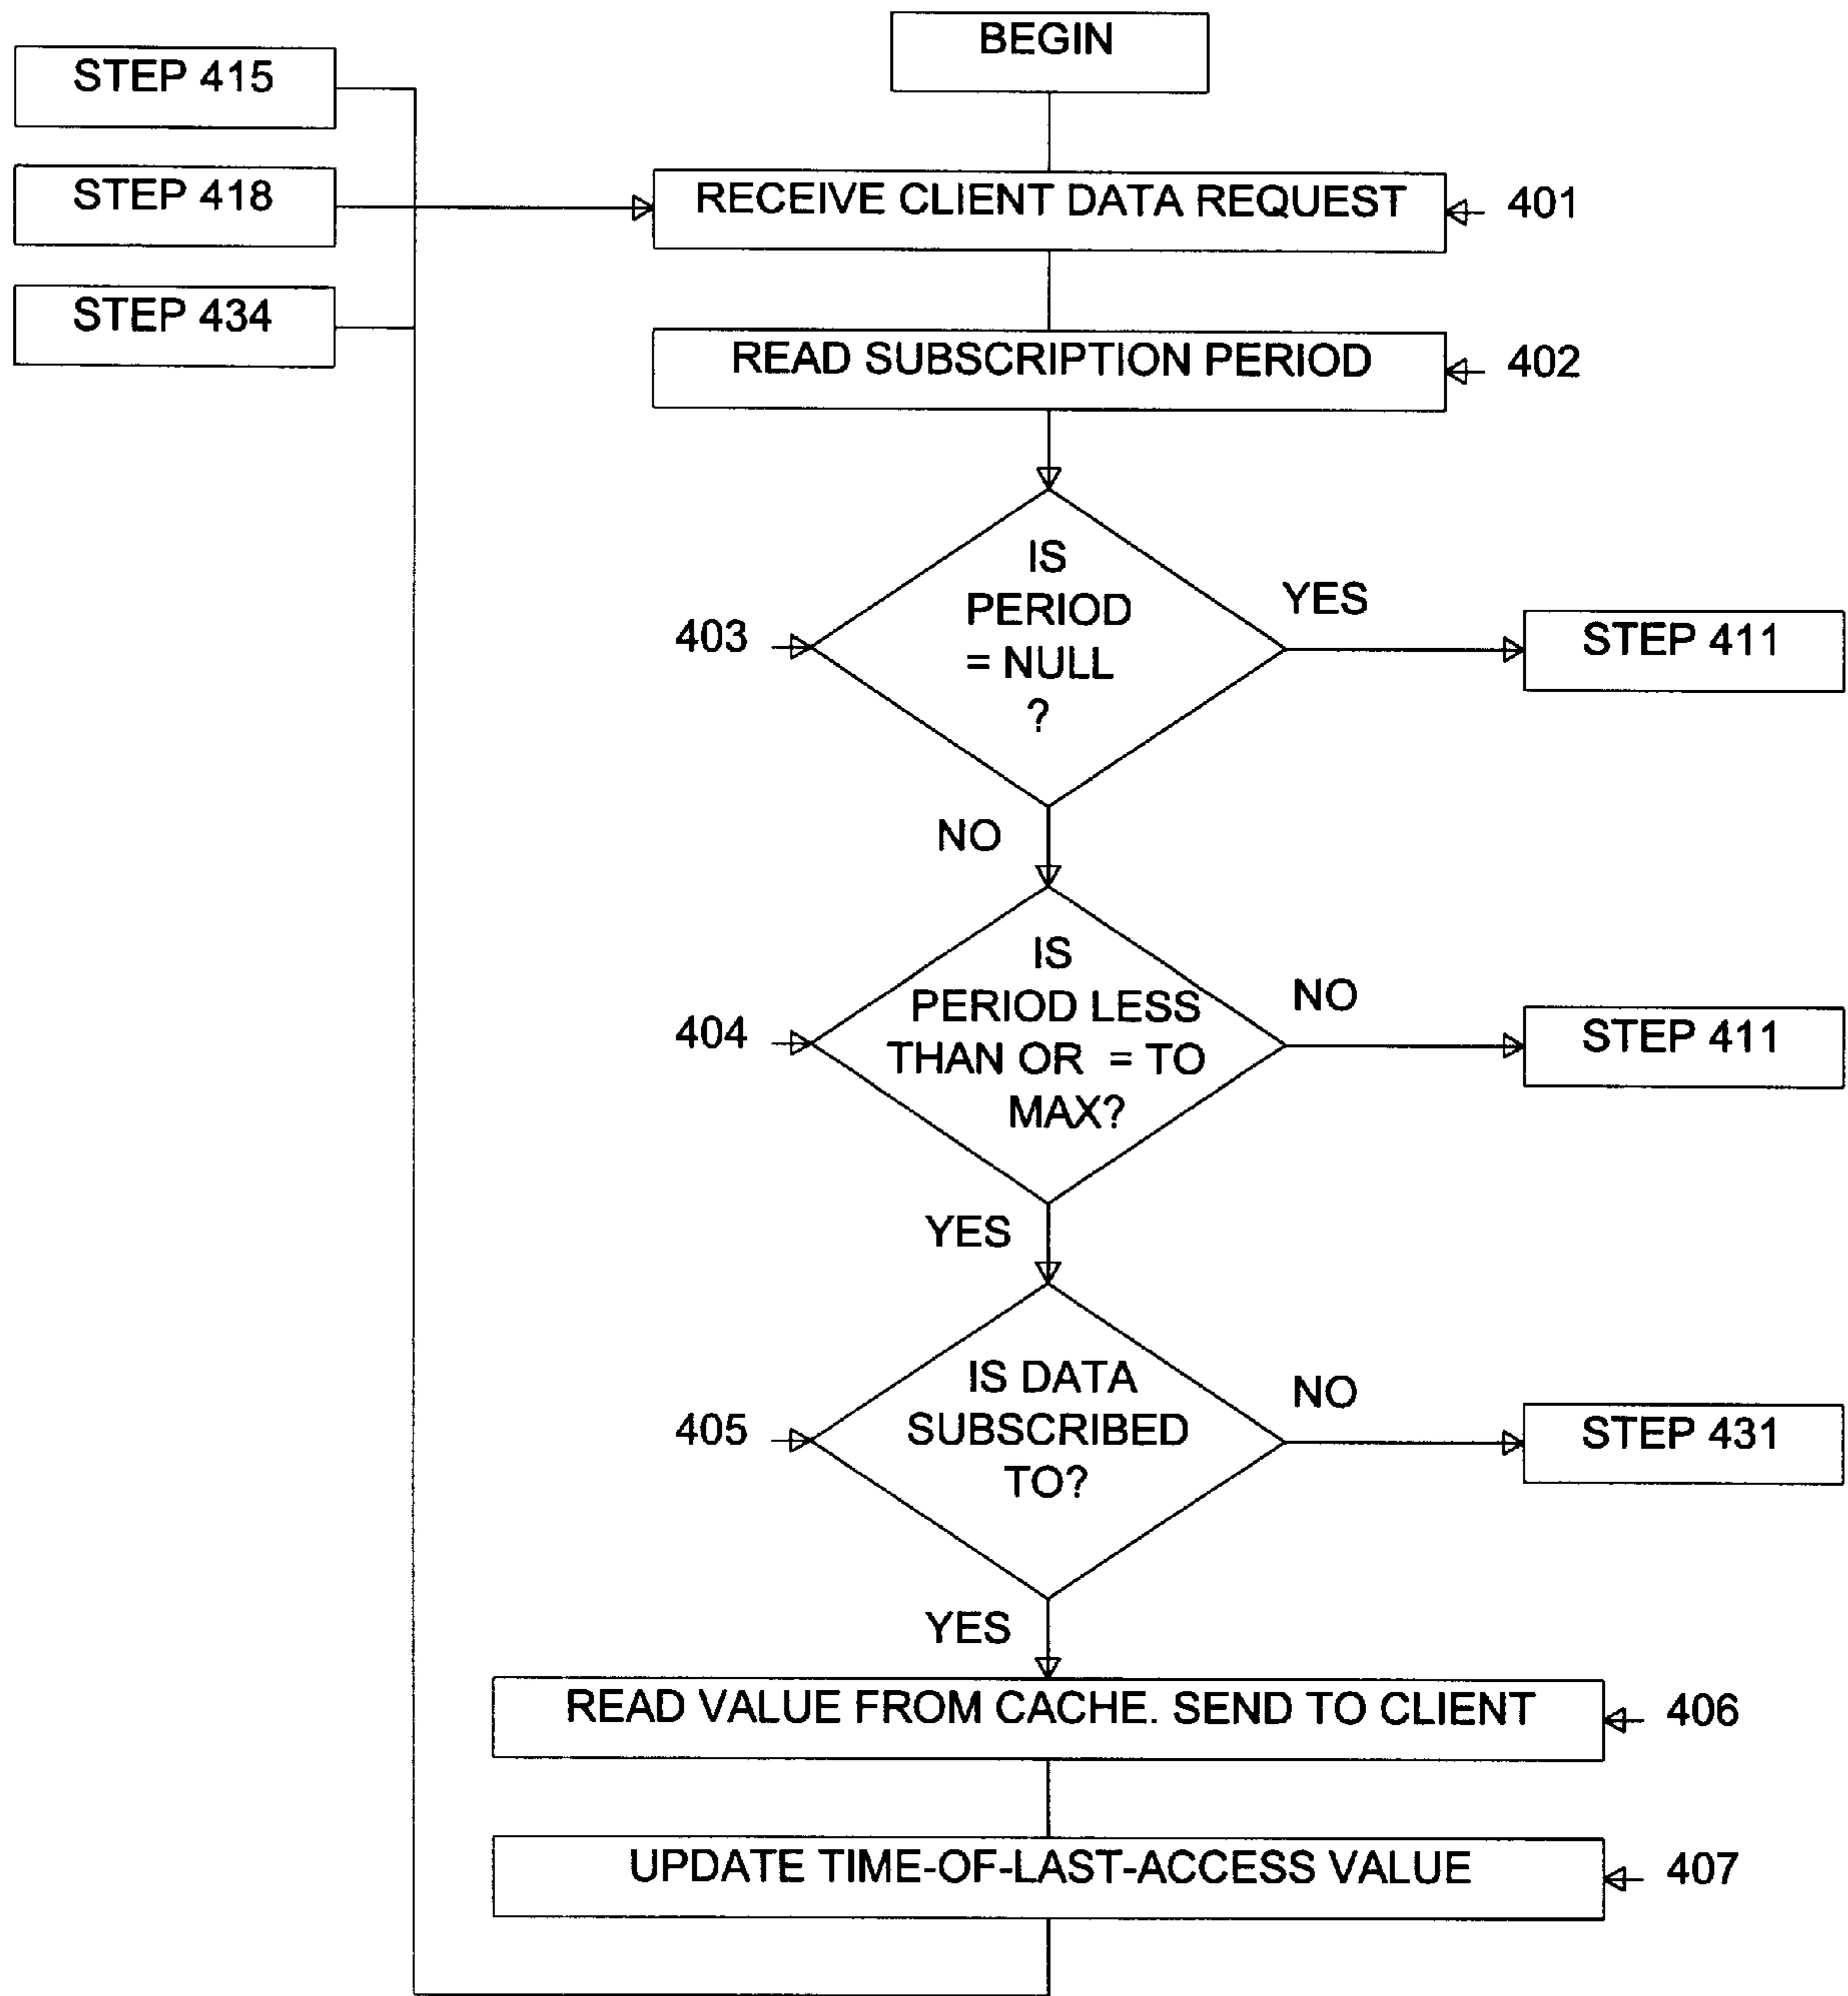 BEGIN
STEP 415
STEP 418
RECEIVE CLIENT DATA REQUEST
401
STEP 434
READ SUBSCRIPTION PERIOD
402
IS
PERIOD
= NULL
?
403
YES
STEP 411
NO
IS
PERIOD LESS
THAN OR = TO
MAX?
404
NO
STEP 411
YES
IS DATA
SUBSCRIBED
TO?
405
NO
STEP 431
YES
READ VALUE FROM CACHE. SEND TO CLIENT
406
UPDATE TIME-OF-LAST-ACCESS VALUE
407